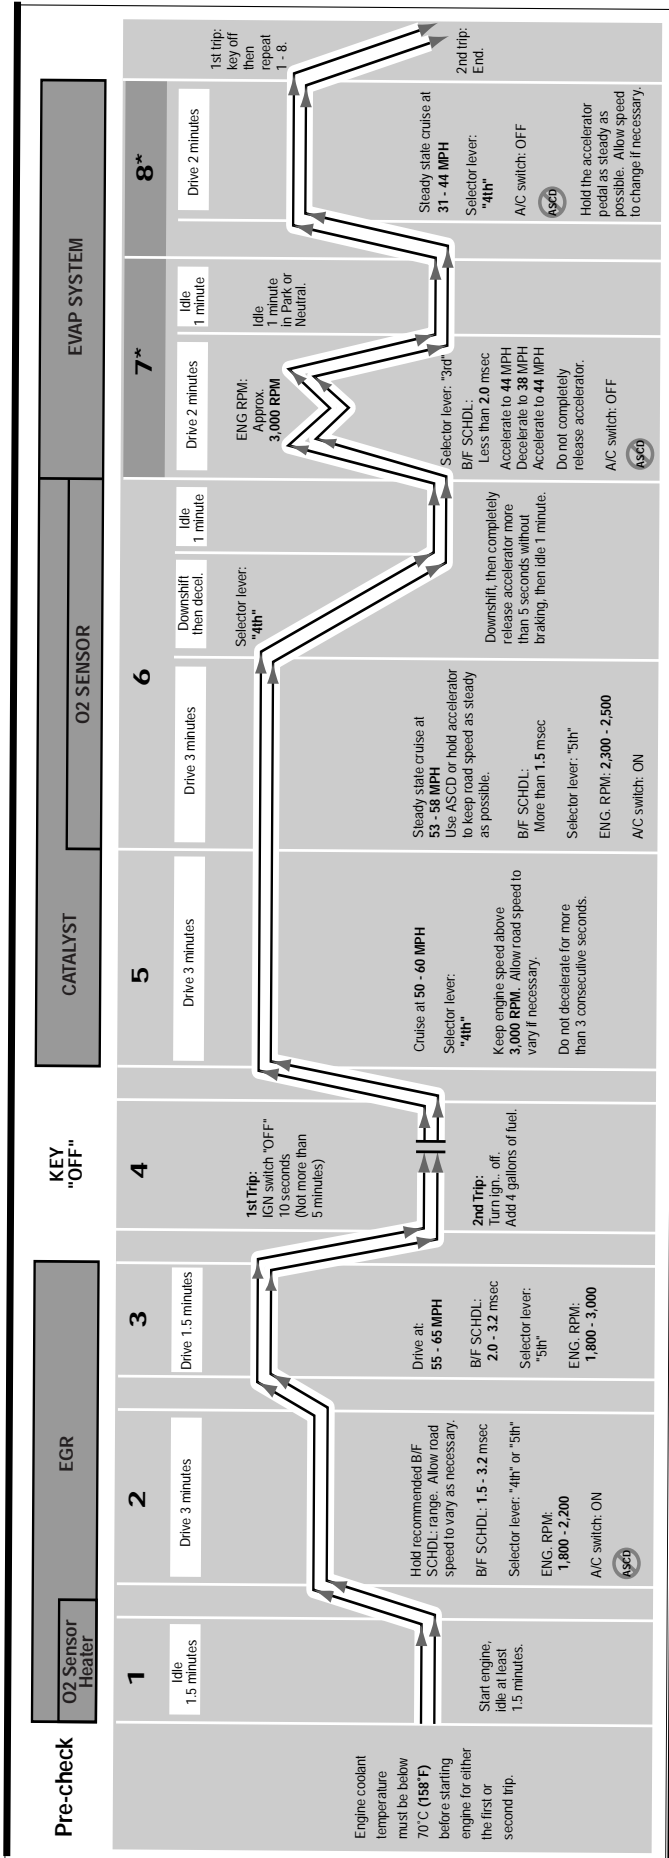 Pre-check
EGR
O2 Sensor
Heater
KEY
"OFF"
CATALYST
O2 SENSOR
EVAP SYSTEM
Engine coolant
temperature
must be below
70˚C (158˚F)
before starting
engine for either
the first or
second trip.
1
Idle
1.5 minutes
Start engine,
idle at least
1.5 minutes.
2
Drive 3 minutes
Hold recommended B/F
SCHDL: range. Allow road
speed to vary as necessary.
B/F SCHDL: 1.5 - 3.2 msec
Selector lever: "4th" or "5th"
ENG. RPM:
1,800 - 2,200
A/C switch: ON
ASCD
3
Drive 1.5 minutes
Drive at:
55 - 65 MPH
B/F SCHDL:
2.0 - 3.2 msec
Selector lever:
"5th"
ENG. RPM:
1,800 - 3,000
4
1st Trip:
IGN switch "OFF"
10 seconds
(Not more than
5 minutes)
2nd Trip:
Turn ign.. off.
Add 4 gallons of fuel.
5
Drive 3 minutes
Cruise at 50 - 60 MPH
Selector lever:
"4th"
Keep engine speed above
3,000 RPM. Allow road speed to
vary if necessary.
Do not decelerate for more
than 3 consecutive seconds.
6
Drive 3 minutes
Steady state cruise at
53 - 58 MPH
Use ASCD or hold accelerator
to keep road speed as steady
as possible.
B/F SCHDL:
More than 1.5 msec
Selector lever: "5th"
ENG. RPM: 2,300 - 2,500
A/C switch: ON
Downshift
then decel.
Selector lever:
"4th"
Idle
1 minute
Downshift, then completely
release accelerator more
than 5 seconds without
braking, then idle 1 minute.
7*
Drive 2 minutes
ENG RPM:
Approx.
3,000 RPM
Selector lever: "3rd"
B/F SCHDL:
Less than 2.0 msec
Accelerate to 44 MPH
Decelerate to 38 MPH
Accelerate to 44 MPH
Do not completely
release accelerator.
A/C switch: OFF
ASCD
Idle
1 minute
Idle
1 minute
in Park or
Neutral.
8*
Drive 2 minutes
Steady state cruise at
31 - 44 MPH
Selector lever:
"4th"
A/C switch: OFF
ASCD
Hold the accelerator
pedal as steady as
possible. Allow speed
to change if necessary.
1st trip:
key off
then
repeat
1 - 8.
2nd trip:
End.